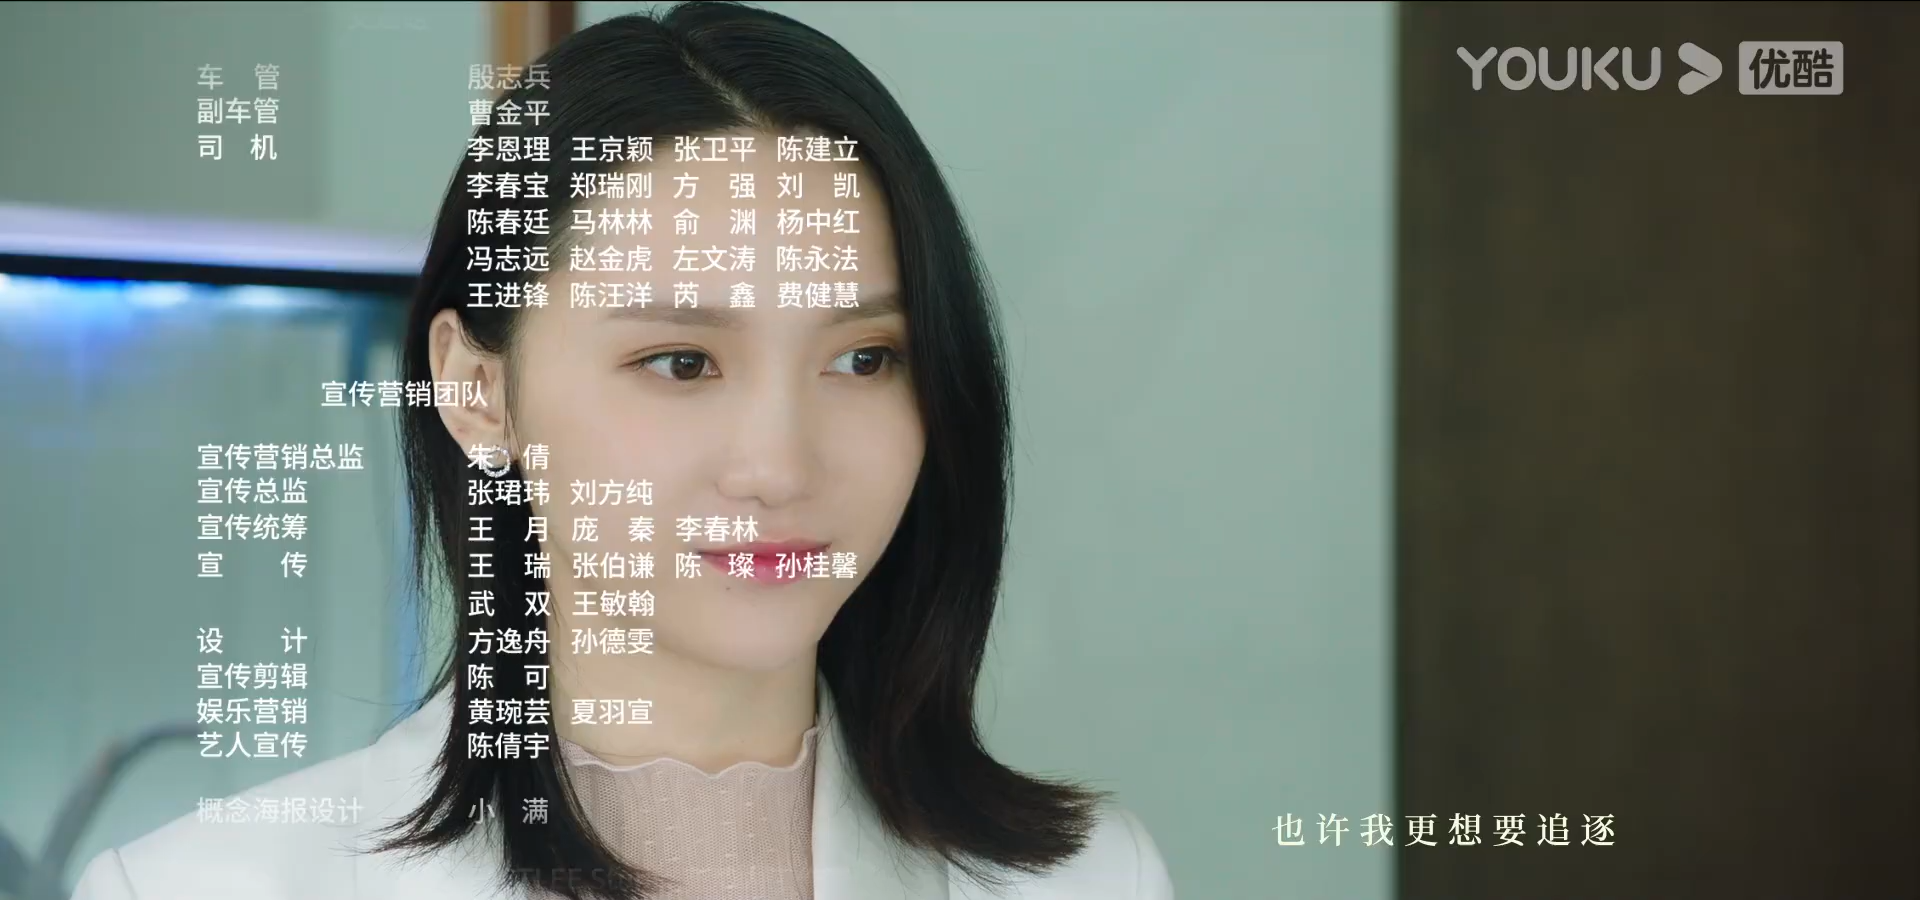 YOUKU 优酷
车 管 殷志兵
副车管 曹金平
司 机 李恩理 王京颖 张卫平 陈建立
李春宝 郑瑞刚 方 强 刘 凯
陈春廷 马林林 俞 渊 杨中红
冯志远 赵金虎 左文涛 陈永法
王进锋 陈汪洋 芮 鑫 费健慧
宣传营销团队
宣传营销总监 朱 倩
宣传总监 张珺玮 刘方纯
宣传统筹 王 月 庞 秦 李春林
宣 传 王 瑞 张伯谦 陈 璨 孙桂馨
武 双 王敏翰
设 计 方逸舟 孙德雯
宣传剪辑 陈 可
娱乐营销 黄琬芸 夏羽宣
艺人宣传 陈倩宇
概念海报设计 小 满
也许我更想要追逐